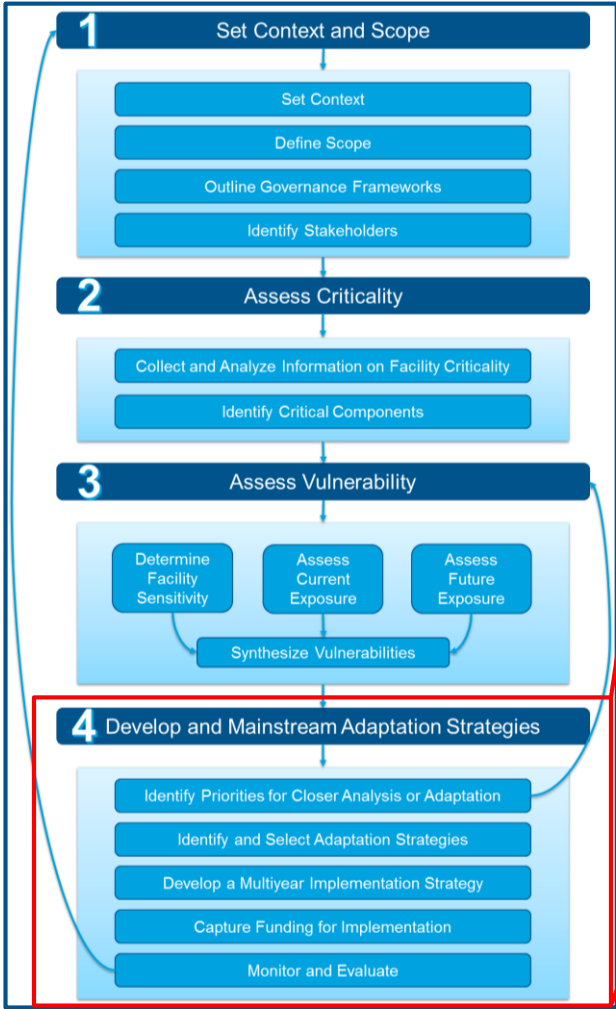 1 Set Context and Scope
Set Context
Define Scope
Outline Governance Frameworks
Identify Stakeholders
2 Assess Criticality
Collect and Analyze Information on Facility Criticality
Identify Critical Components
3 Assess Vulnerability
Determine
Facility
Sensitivity
Assess
Current
Exposure
Assess
Future
Exposure
Synthesize Vulnerabilities
4 Develop and Mainstream Adaptation Strategies
Identify Priorities for Closer Analysis or Adaptation
Identify and Select Adaptation Strategies
Develop a Multiyear Implementation Strategy
Capture Funding for Implementation
Monitor and Evaluate